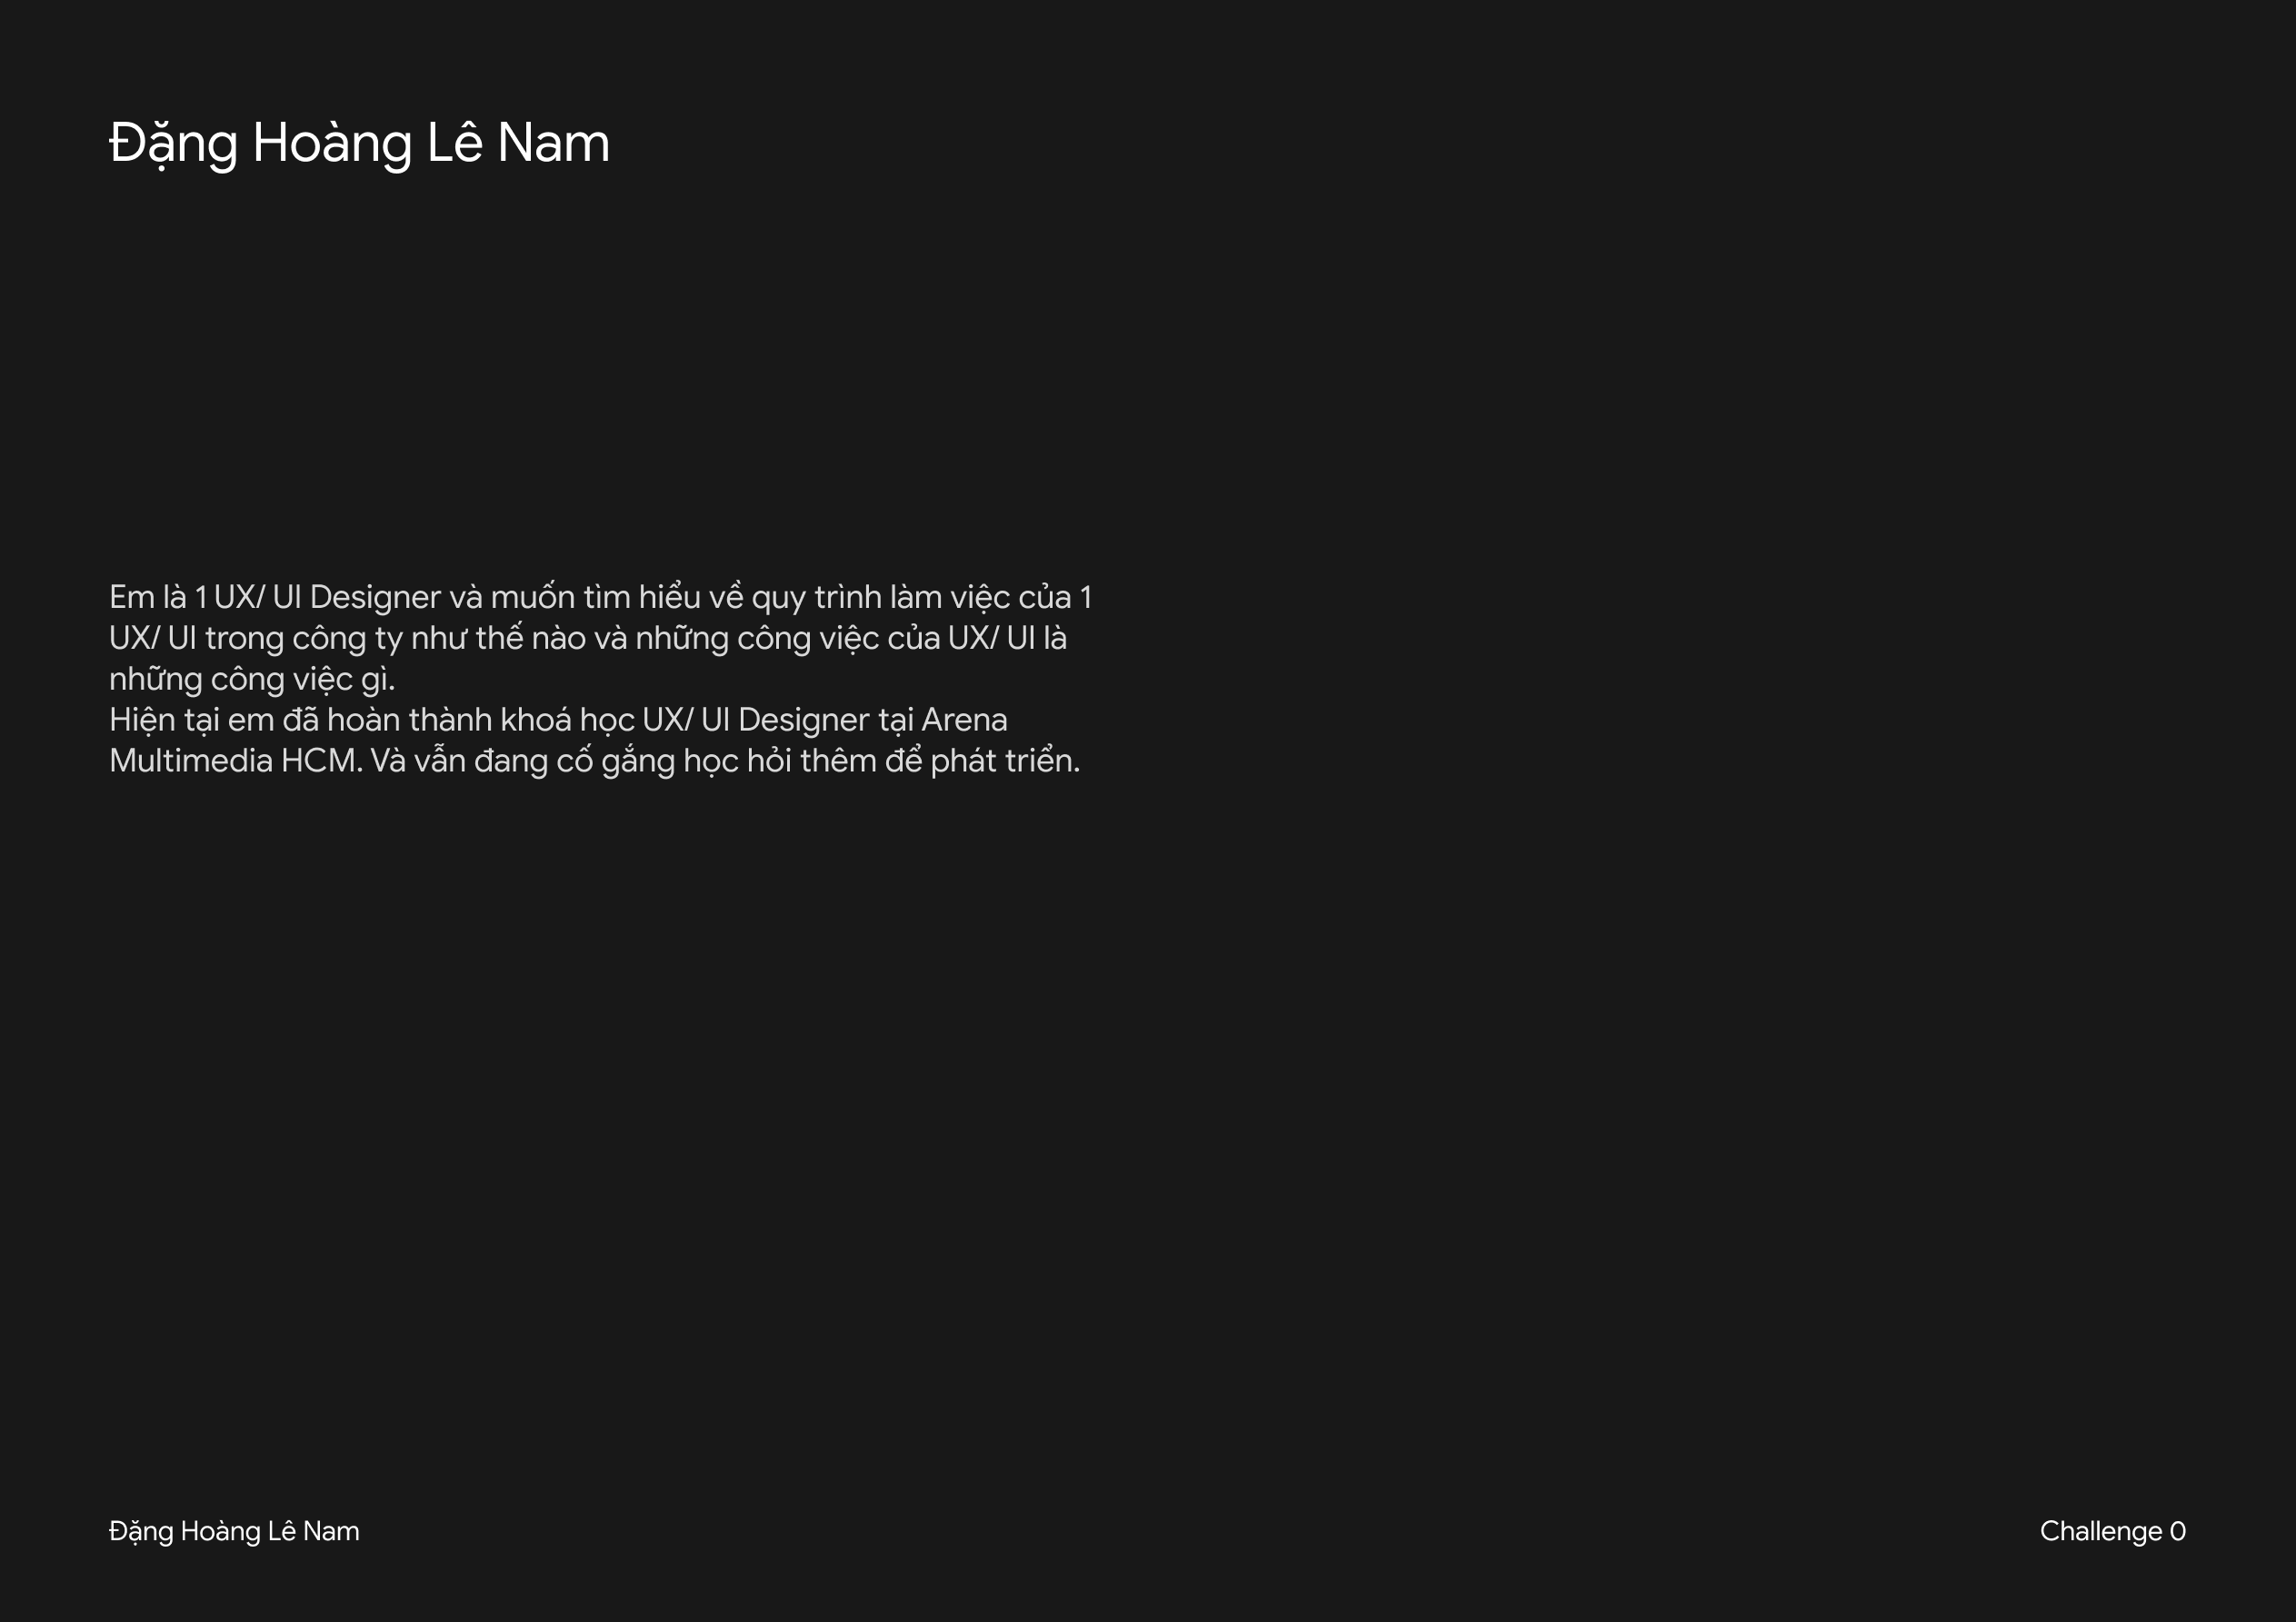 Đặng Hoàng Lê Nam
Em là 1 UX/ UI Designer và muốn tìm hiểu về quy trình làm việc của 1
UX/ UI trong công ty như thế nào và những công việc của UX/ UI là
những công việc gì.
Hiện tại em đã hoàn thành khoá học UX/ UI Designer tại Arena
Multimedia HCM. Và vẫn đang cố gắng học hỏi thêm để phát triển.
Đặng Hoàng Lê Nam
Challenge 0